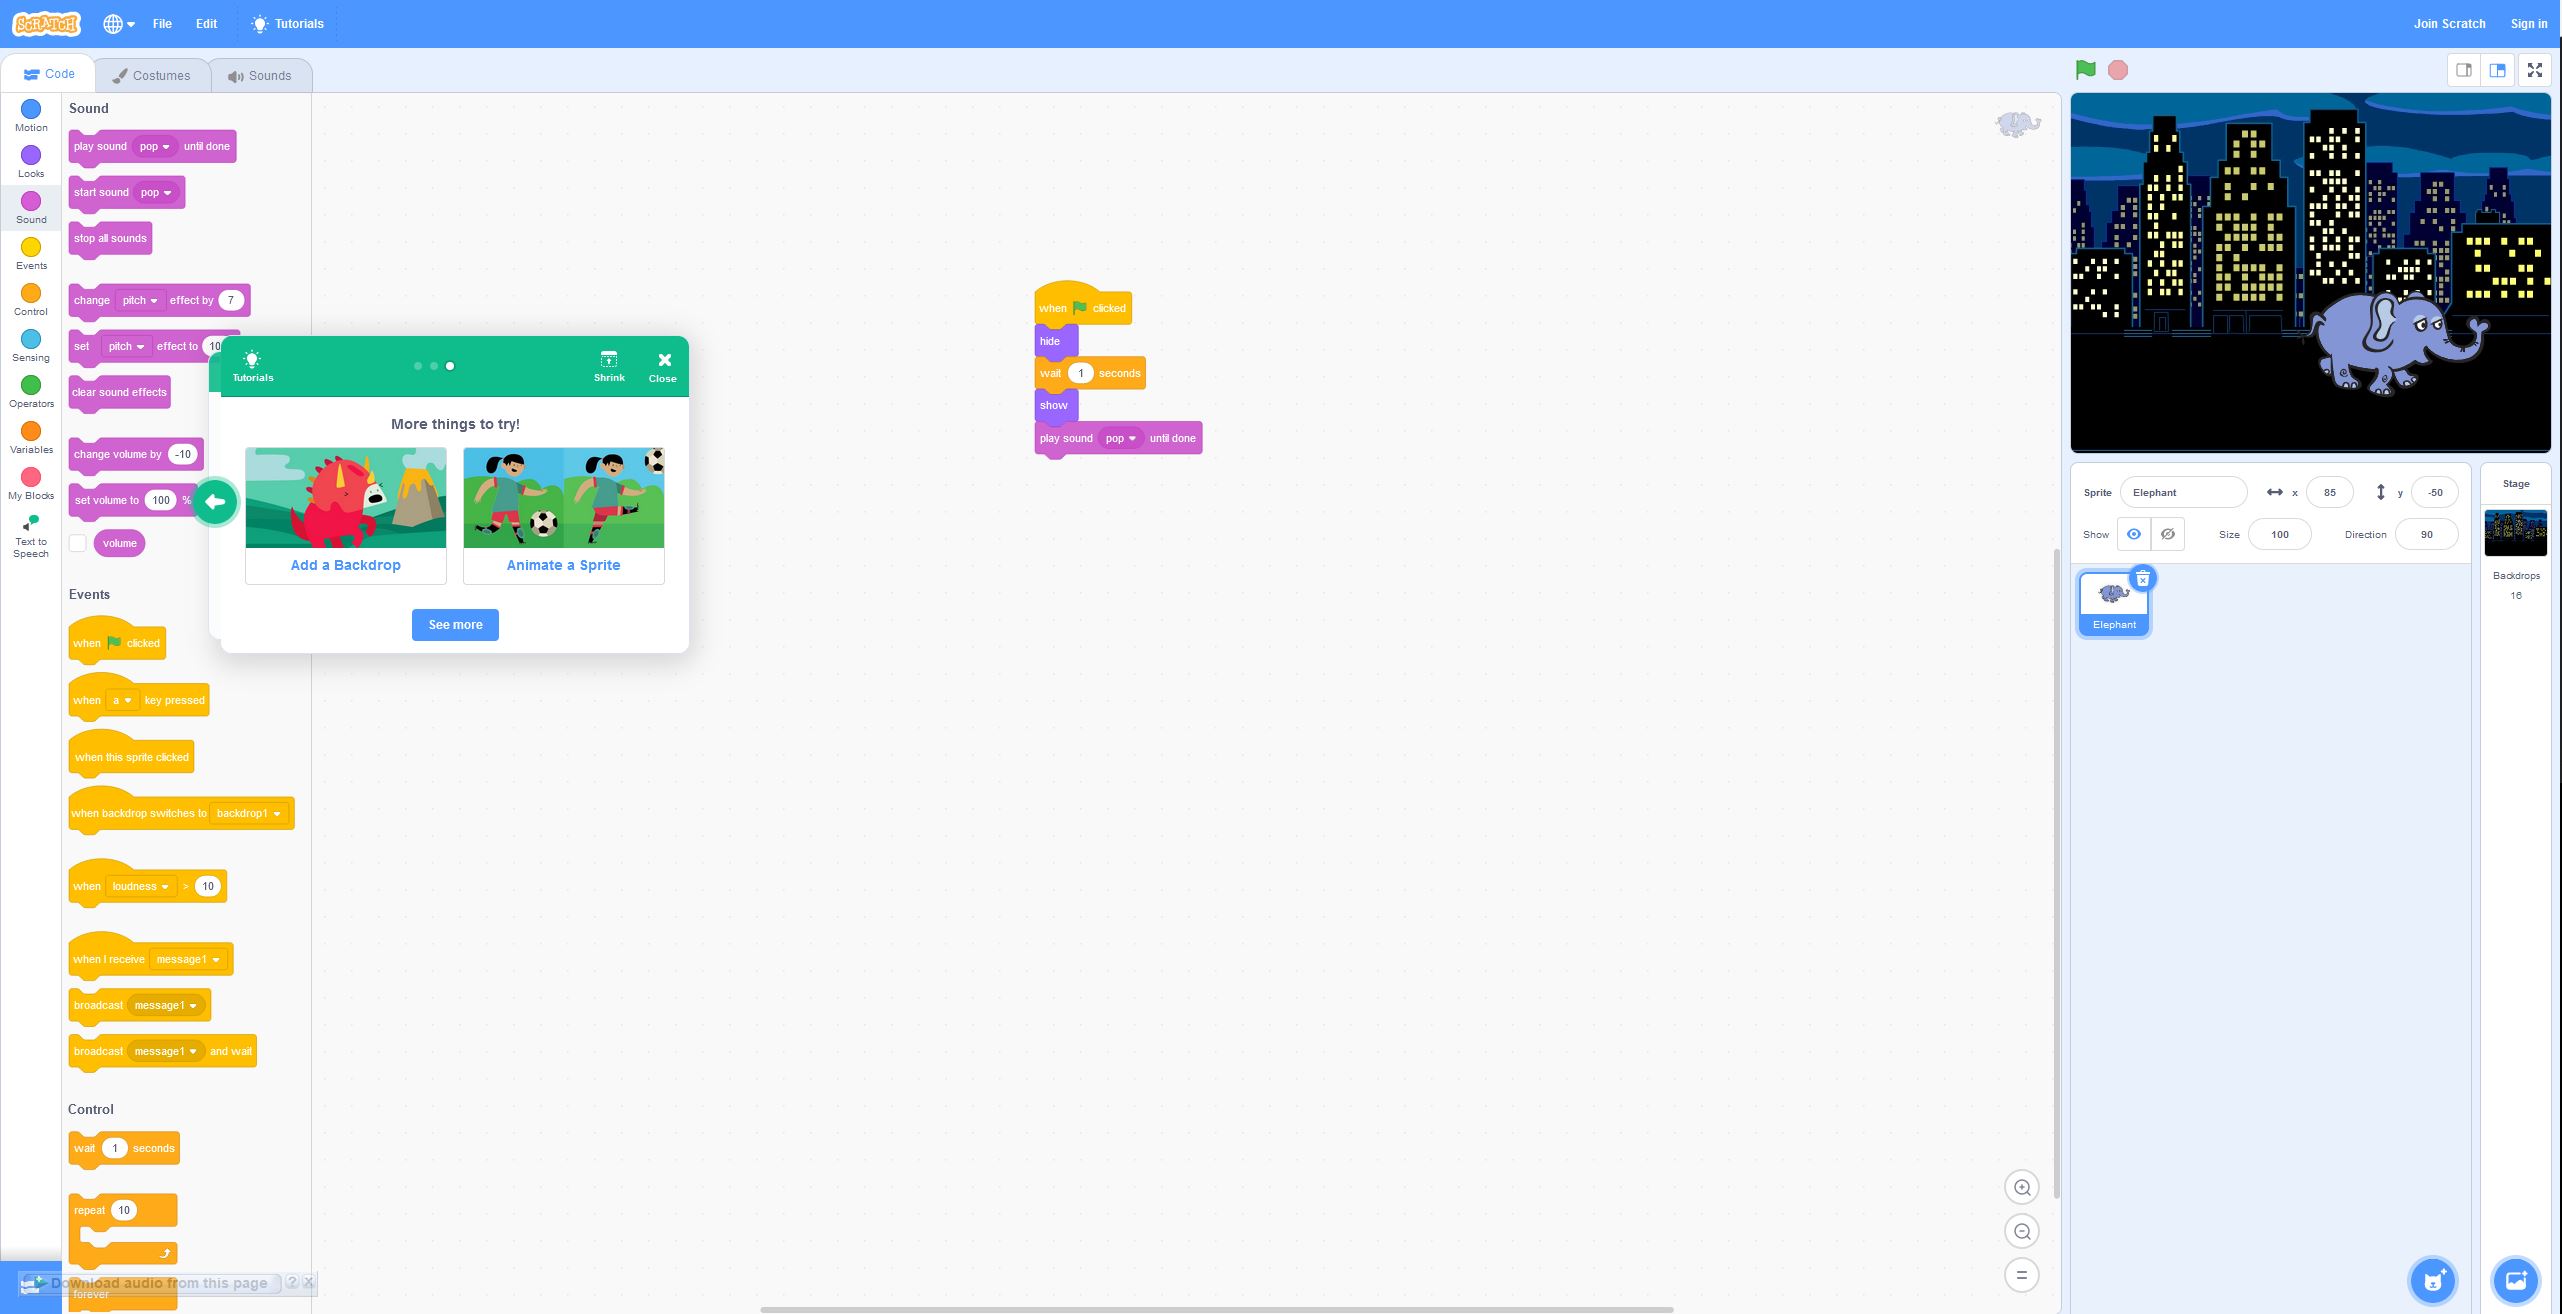 SCRATCH
File
Edit
Tutorials
Join Scratch
Sign in
Code
Costumes
Sounds
Motion
Looks
Sound
Events
Control
Sensing
Operators
Variables
My Blocks
Text to
Speech
Sound
play sound pop until done
start sound pop
stop all sounds
change pitch effect by 7
set pitch effect to 10
clear sound effects
change volume by -10
set volume to 100 %
volume
Events
when clicked
when a key pressed
when this sprite clicked
when backdrop switches to backdrop1
when loudness > 10
when I receive message1
broadcast message1
broadcast message1 and wait
Control
wait 1 seconds
repeat 10
forever
Download audio from this page ? x
Tutorials
Shrink
Close
More things to try!
Add a Backdrop
Animate a Sprite
See more
when clicked
hide
wait 1 seconds
show
play sound pop until done
Sprite Elephant x 85 y -50
Show Size 100 Direction 90
Elephant
Stage
Backdrops
16